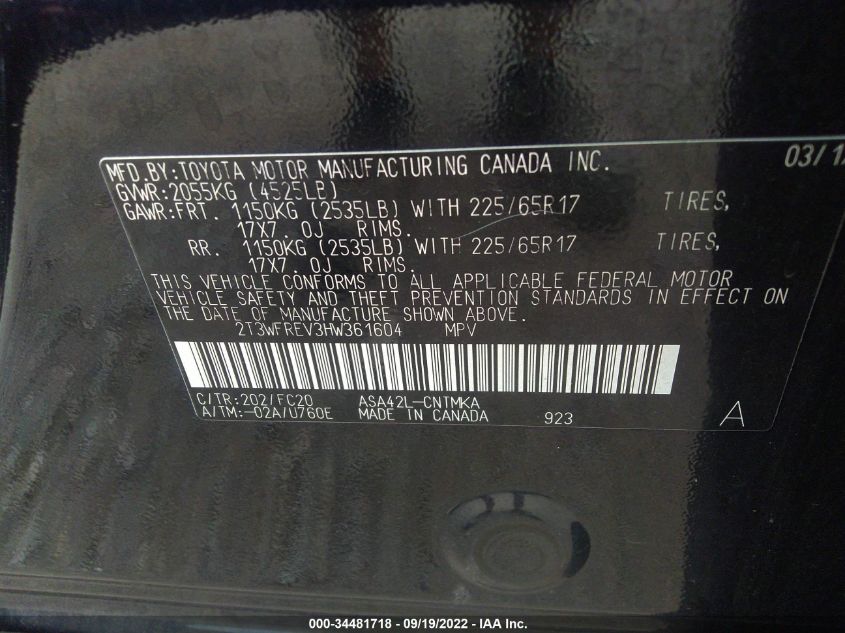 MFD.BY:TOYOTA MOTOR MANUFACTURING CANADA INC.
GVWR:2055KG (4525LB)
GAWR:FRT. 1150KG (2535LB) WITH 225/65R17 TIRES,
17X7.0J RIMS.
RR. 1150KG (2535LB) WITH 225/65R17 TIRES,
17X7.0J RIMS.
THIS VEHICLE CONFORMS TO ALL APPLICABLE FEDERAL MOTOR
VEHICLE SAFETY AND THEFT PREVENTION STANDARDS IN EFFECT ON
THE DATE OF MANUFACTURE SHOWN ABOVE.
2T3WFREV3HW361604 MPV
C/TR:202/FC20 ASA42L-CNTMKA
A/TM:-02A/U760E MADE IN CANADA 923 A
000-34481718 - 09/19/2022 - IAA Inc.